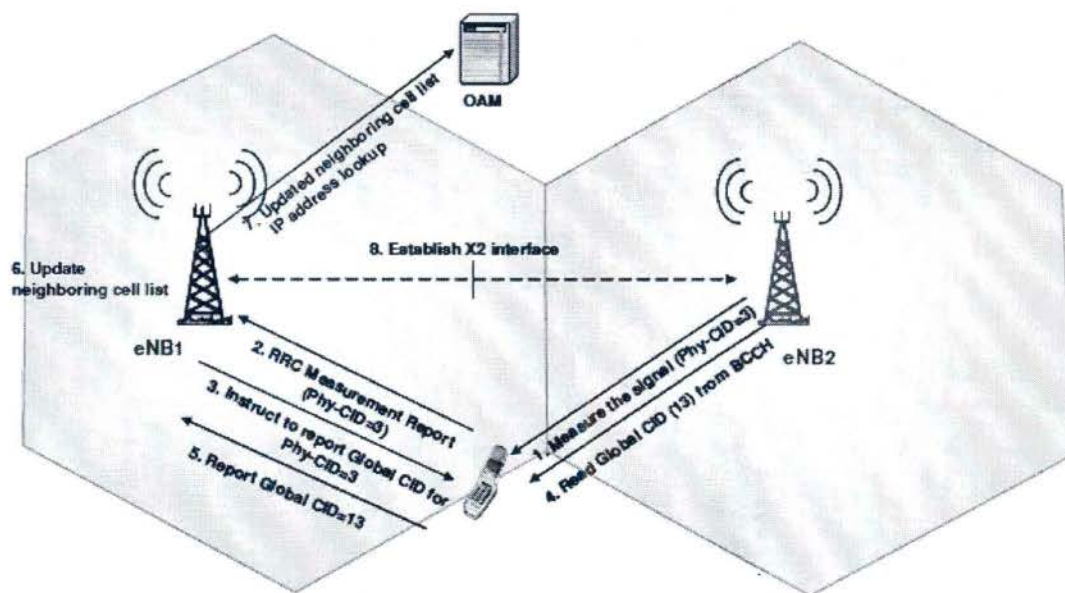 OAM
7. Updated neighboring cell list
IP address lookup
8. Establish X2 interface
6. Update
neighboring cell list
eNB1
eNB2
2. RRC Measurement Report
(Phy-CID=3)
3. Instruct to report Global CID for
Phy-CID=3
5. Report Global CID=13
1. Measure the signal (Phy-CID=3)
4. Read Global CID (13) from BCCH